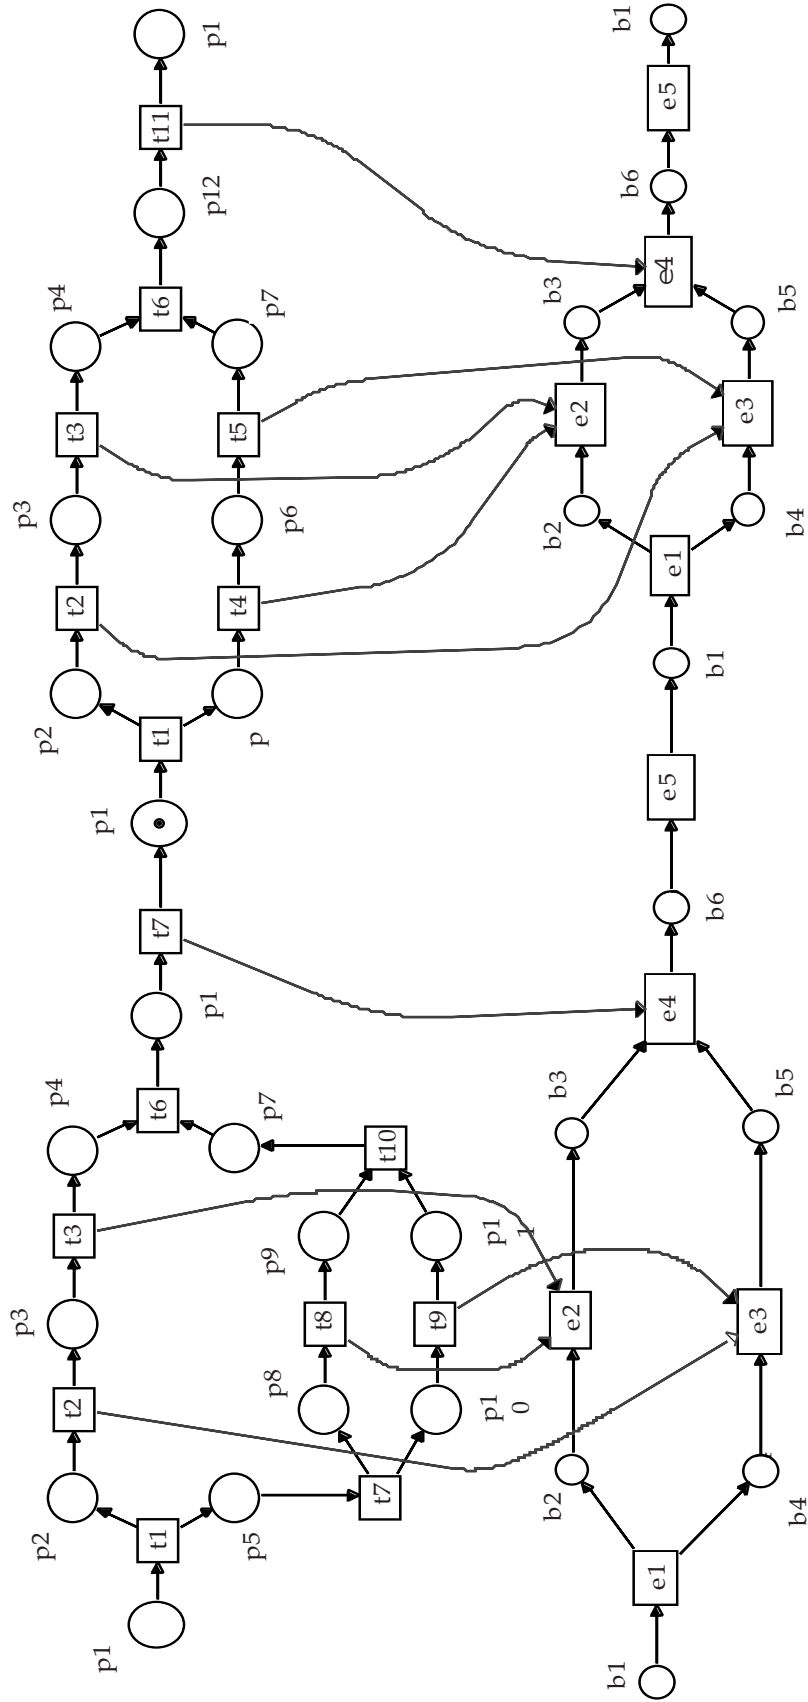 p2 p3 p4 p2 p3 p4
t2 t3 t2 t3
p1 p1
t1 t6 t7 t1 t6 t11
p1 p12 p1
t4 t5
p5 p7 p p6 p7
p8 p9
t8
t7 t10
t9
p1 p1
0 1
b2 b3 b2 b3
e2 e2
b1 b6 b1
e1 e4 e5 e1 e4 e5
b6 b1
e3 e3
b4 b5 b4 b5